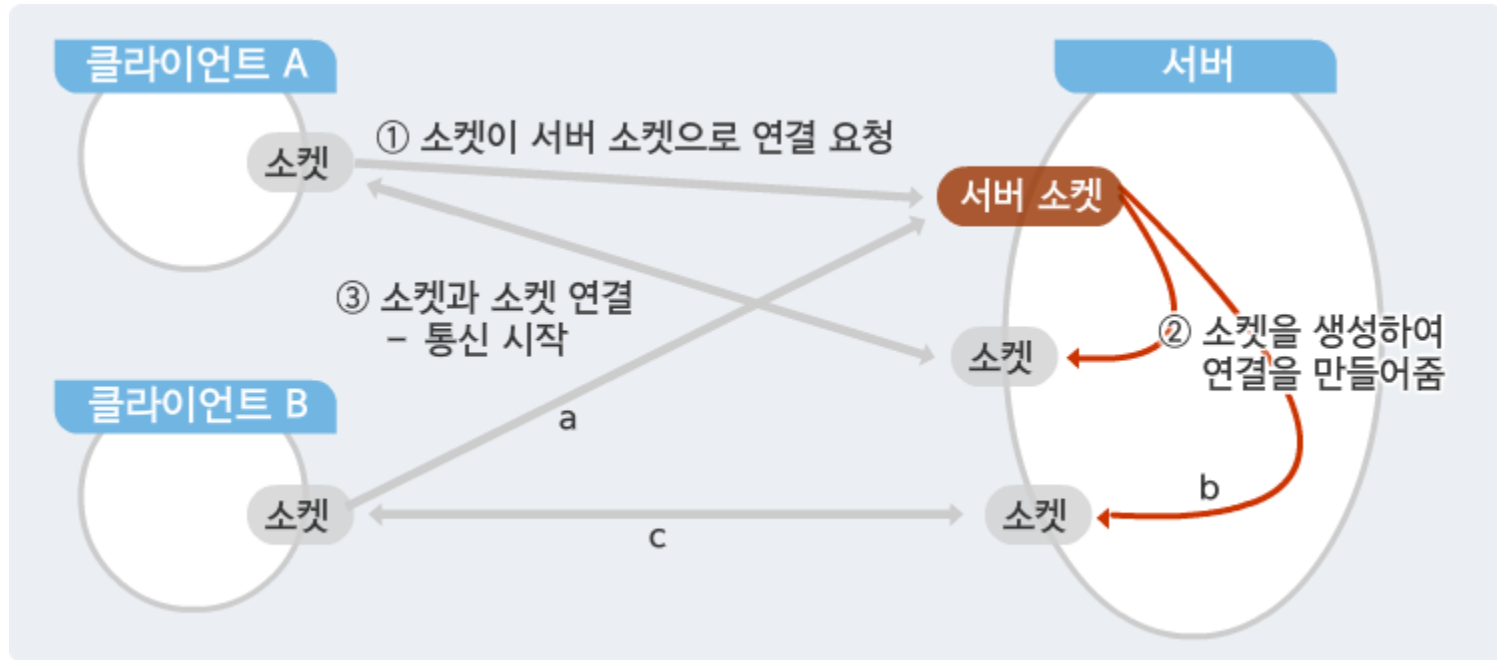 클라이언트 A
서버
소켓
① 소켓이 서버 소켓으로 연결 요청
서버 소켓
③ 소켓과 소켓 연결
- 통신 시작
소켓
② 소켓을 생성하여
연결을 만들어줌
클라이언트 B
a
소켓
c
소켓
b